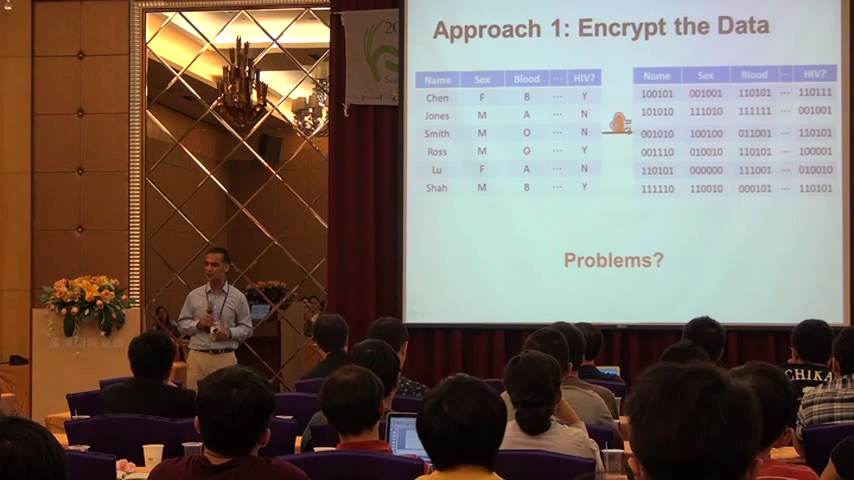 Approach 1: Encrypt the Data
Name Sex Blood ... HIV?
Chen F B ... Y
Jones M A ... N
Smith M O ... N
Ross M O ... Y
Lu F A ... N
Shah M B ... Y
Name Sex Blood ... HIV?
100101 001001 110101 ... 110111
101010 111010 111111 ... 001001
001010 100100 011001 ... 110101
001110 010010 110101 ... 100001
110101 000000 111001 ... 010010
111110 110010 000101 ... 110101
Problems?
20
CHIKA